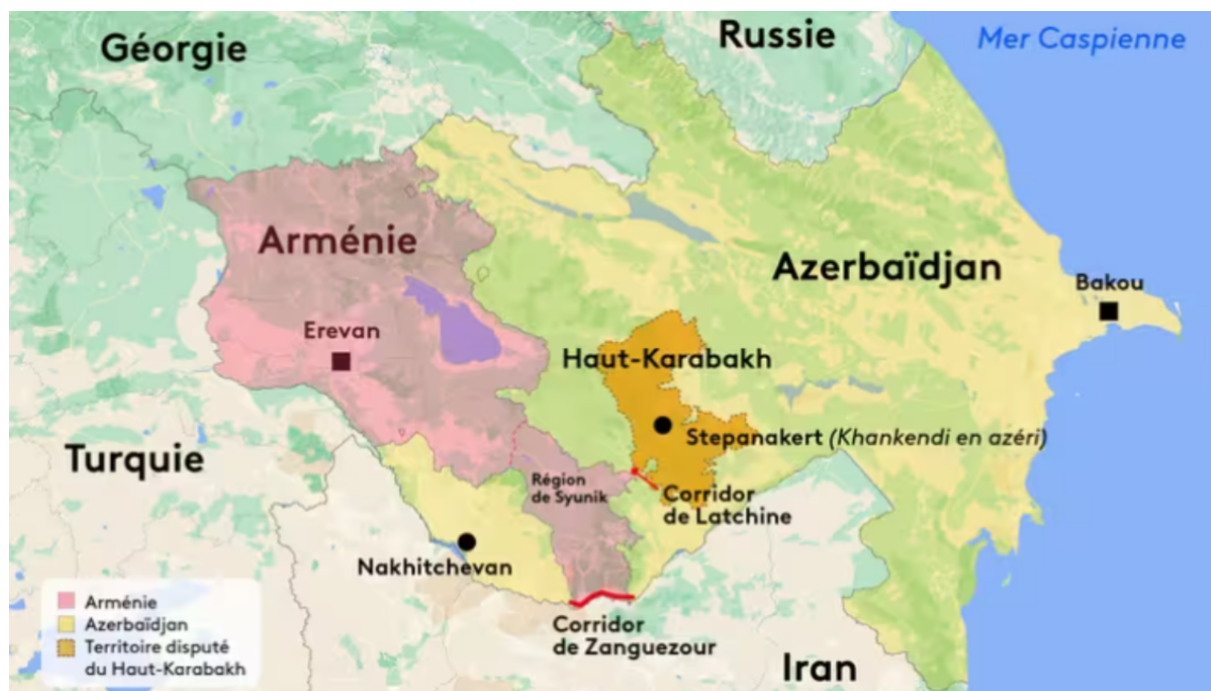 Géorgie
Russie
Mer Caspienne
Arménie
Azerbaïdjan
Bakou
Erevan
Haut-Karabakh
Stepanakert (Khankendi en azéri)
Turquie
Région
de Syunik
Corridor
de Latchine
Nakhitchevan
Corridor
de Zanguezour
Iran
Arménie
Azerbaïdjan
Territoire disputé
du Haut-Karabakh